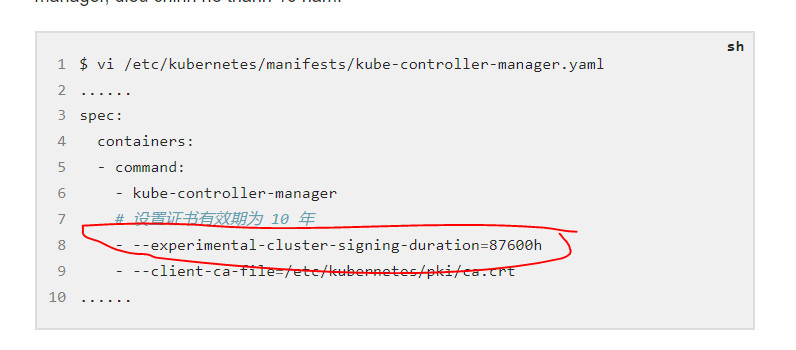 manager, điều chỉnh nó thành 10 năm.
sh
1 $ vi /etc/kubernetes/manifests/kube-controller-manager.yaml
2 ......
3 spec:
4   containers:
5   - command:
6     - kube-controller-manager
7     # 设置证书有效期为 10 年
8     - --experimental-cluster-signing-duration=87600h
9     - --client-ca-file=/etc/kubernetes/pki/ca.crt
10 ......